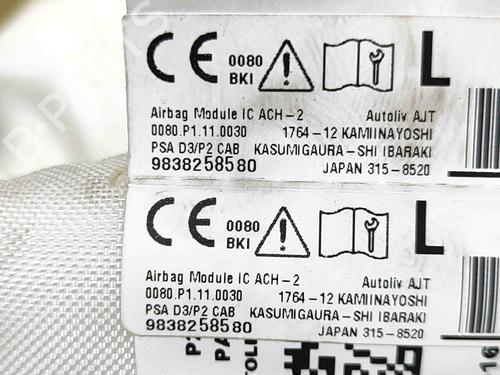 CE 0080 L
BKI
Airbag Module IC ACH-2 Autoliv AJT
0080.P1.11.0030 1764-12 KAMIINAYOSHI
PSA D3/P2 CAB KASUMIGAURA-SHI IBARAKI
9838258580 JAPAN 315-8520
CE 0080 L
BKI
Airbag Module IC ACH-2 Autoliv AJT
0080.P1.11.0030 1764-12 KAMIINAYOSHI
PSA D3/P2 CAB KASUMIGAURA-SHI IBARAKI
9838258580 JAPAN 315-8520